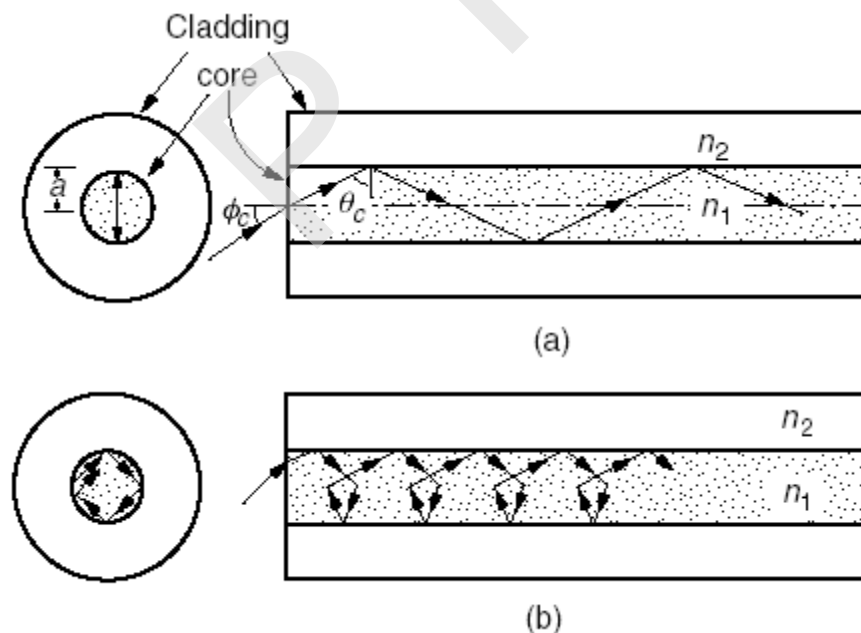 Cladding
core
a
n₂
ϕc
θc
n₁
(a)
n₂
n₁
(b)